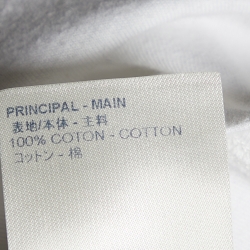 PRINCIPAL - MAIN
表地/本体 - 主料
100% COTON - COTTON
コットン - 棉